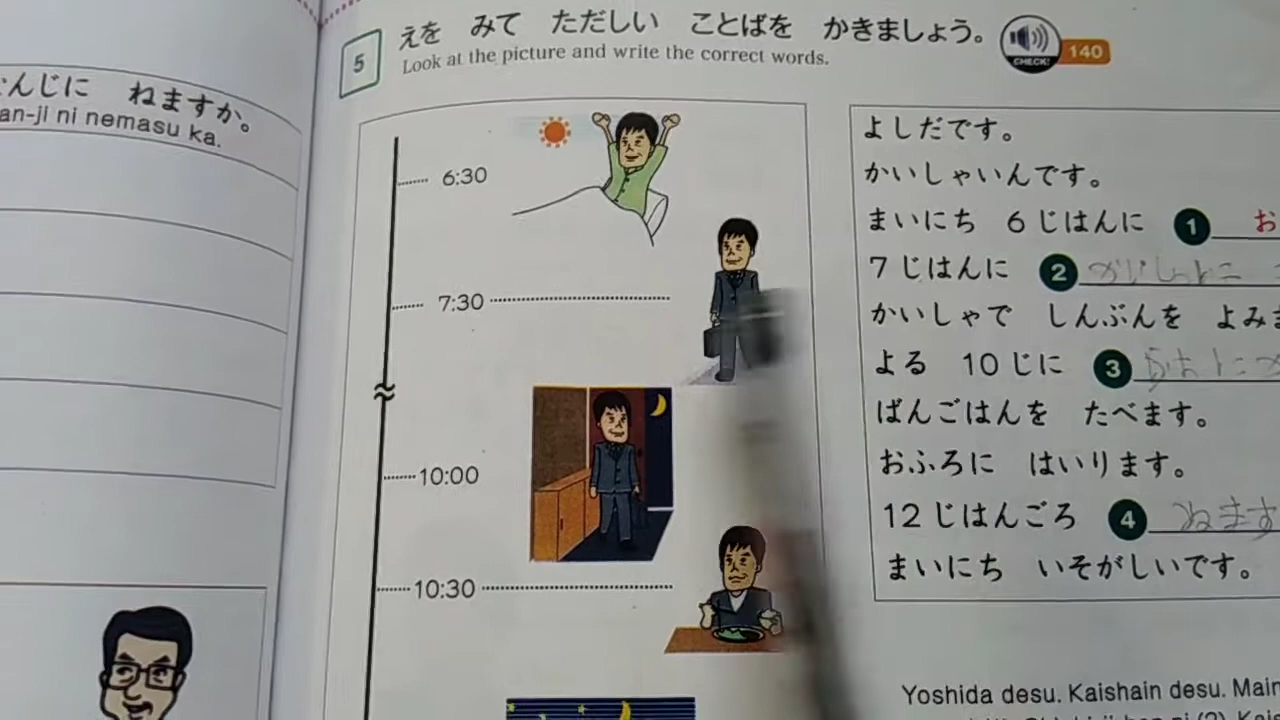 んじに ねますか。
an-ji ni nemasu ka.
5 えを みて ただしい ことばを かきましょう。
Look at the picture and write the correct words.
CHECK! 140
6:30
7:30
10:00
10:30
よしだです。
かいしゃいんです。
まいにち 6じはんに 1 お
7じはんに 2
かいしゃで しんぶんを よみま
よる 10じに 3
ばんごはんを たべます。
おふろに はいります。
12じはんごろ 4 ねます
まいにち いそがしいです。
Yoshida desu. Kaishain desu. Main